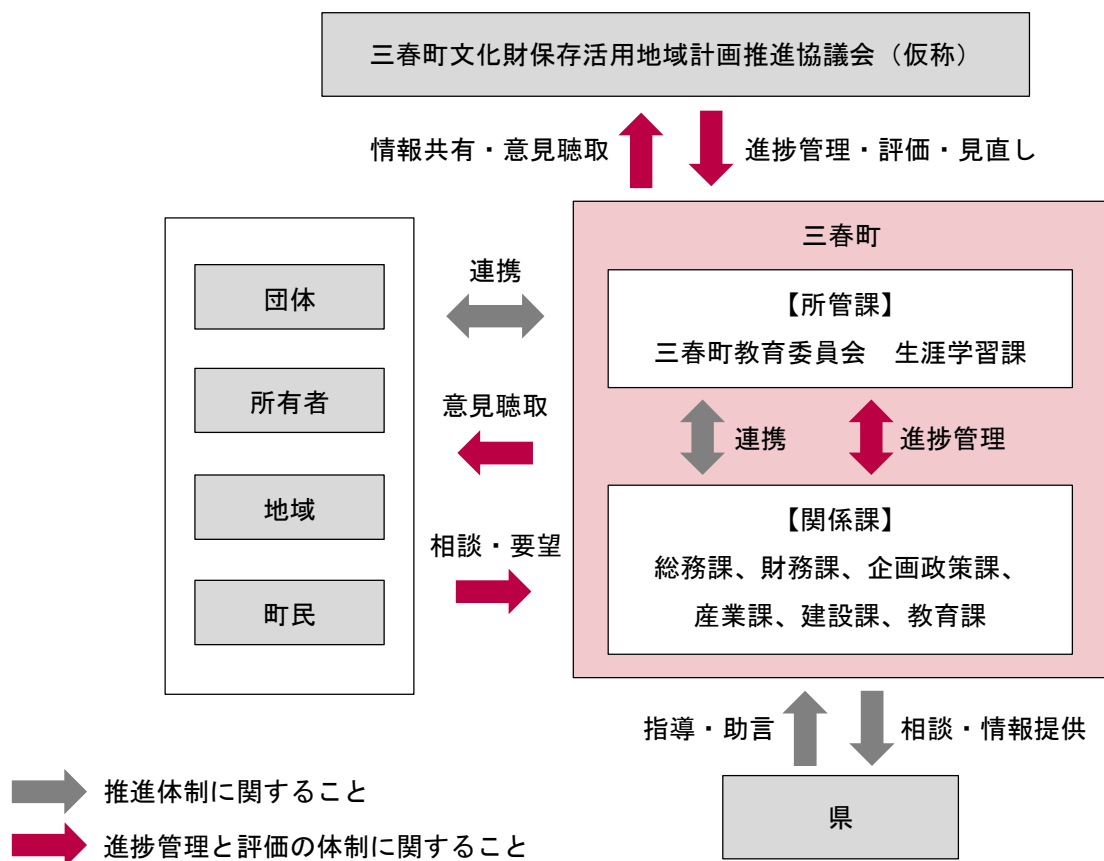 三春町文化財保存活用地域計画推進協議会（仮称）
情報共有・意見聴取
進捗管理・評価・見直し
団体
所有者
地域
町民
連携
意見聴取
相談・要望
三春町
【所管課】
三春町教育委員会　生涯学習課
連携
進捗管理
【関係課】
総務課、財務課、企画政策課、
産業課、建設課、教育課
指導・助言
相談・情報提供
県
推進体制に関すること
進捗管理と評価の体制に関すること